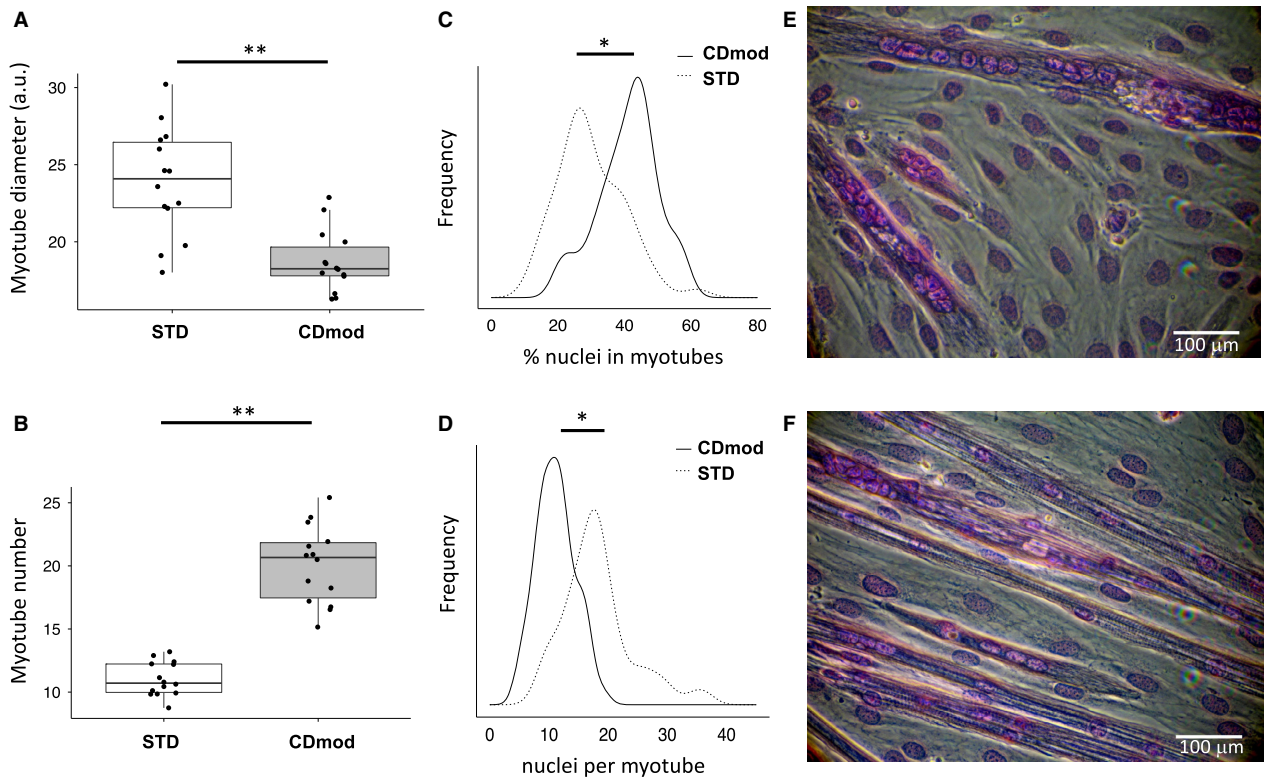 A
**
Myotube diameter (a.u.)
30
25
20
STD CDmod
B
**
Myotube number
25
20
15
10
STD CDmod
C
*
CDmod
STD
Frequency
0 20 40 60 80
% nuclei in myotubes
D
*
CDmod
STD
Frequency
0 10 20 30 40
nuclei per myotube
E
100 µm
F
100 µm